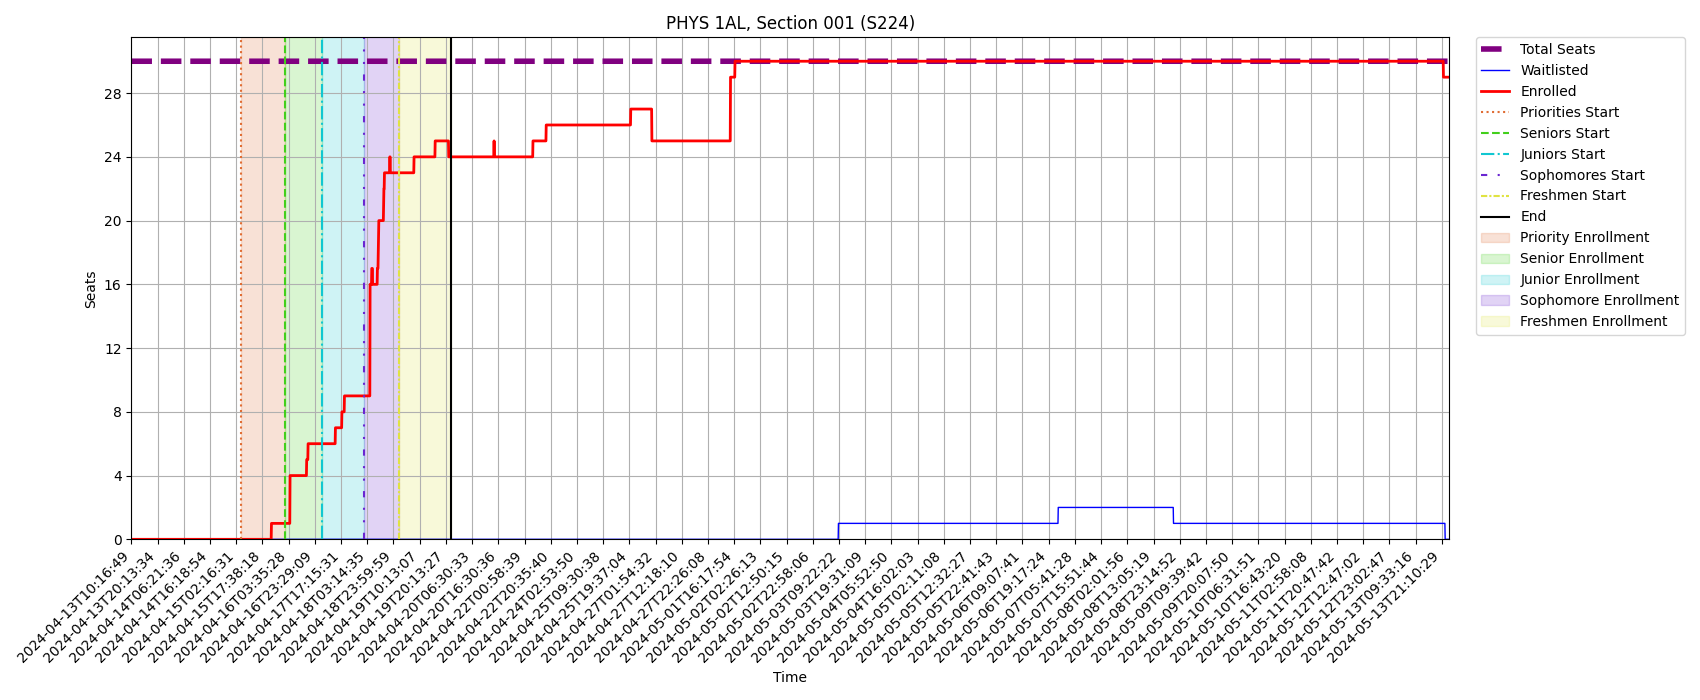 PHYS 1AL, Section 001 (S224)
Seats
28
24
20
16
12
8
4
0
2024-04-13T10:16:49
2024-04-13T20:13:34
2024-04-14T06:21:36
2024-04-14T16:18:54
2024-04-15T02:16:31
2024-04-15T17:38:18
2024-04-16T03:35:28
2024-04-16T23:29:09
2024-04-17T17:15:31
2024-04-18T03:14:35
2024-04-18T23:59:59
2024-04-19T10:13:07
2024-04-19T20:13:27
2024-04-20T06:30:33
2024-04-20T16:30:36
2024-04-22T00:58:39
2024-04-22T20:35:40
2024-04-24T02:53:50
2024-04-25T09:30:38
2024-04-25T19:37:04
2024-04-27T01:54:32
2024-04-27T12:18:10
2024-04-27T22:26:08
2024-05-01T16:17:54
2024-05-02T02:26:13
2024-05-02T12:50:15
2024-05-02T22:58:06
2024-05-03T09:22:22
2024-05-03T19:31:09
2024-05-04T05:52:50
2024-05-04T16:02:03
2024-05-05T02:11:08
2024-05-05T12:32:27
2024-05-05T22:41:43
2024-05-06T09:07:41
2024-05-06T19:17:24
2024-05-07T05:41:28
2024-05-07T15:51:44
2024-05-08T02:01:56
2024-05-08T13:05:19
2024-05-08T23:14:52
2024-05-09T09:39:42
2024-05-09T20:07:50
2024-05-10T06:31:51
2024-05-10T16:43:20
2024-05-11T02:58:08
2024-05-11T20:47:42
2024-05-12T12:47:02
2024-05-12T23:02:47
2024-05-13T09:33:16
2024-05-13T21:10:29
Time
Total Seats
Waitlisted
Enrolled
Priorities Start
Seniors Start
Juniors Start
Sophomores Start
Freshmen Start
End
Priority Enrollment
Senior Enrollment
Junior Enrollment
Sophomore Enrollment
Freshmen Enrollment